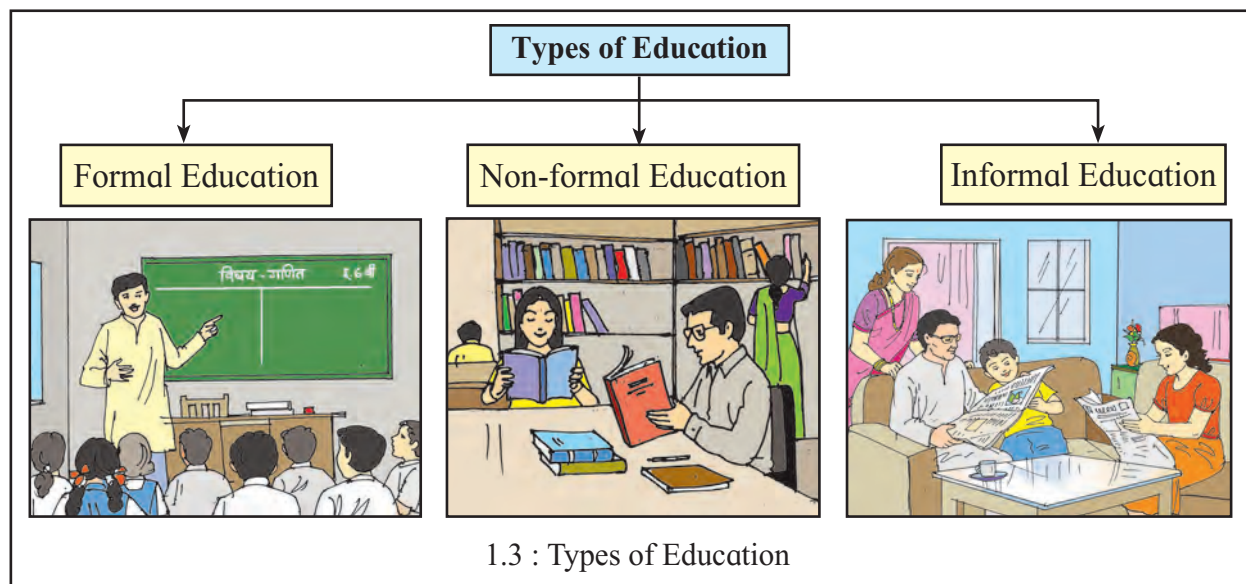 Types of Education
Formal Education
Non-formal Education
Informal Education
विषय - गणित
1.3 : Types of Education